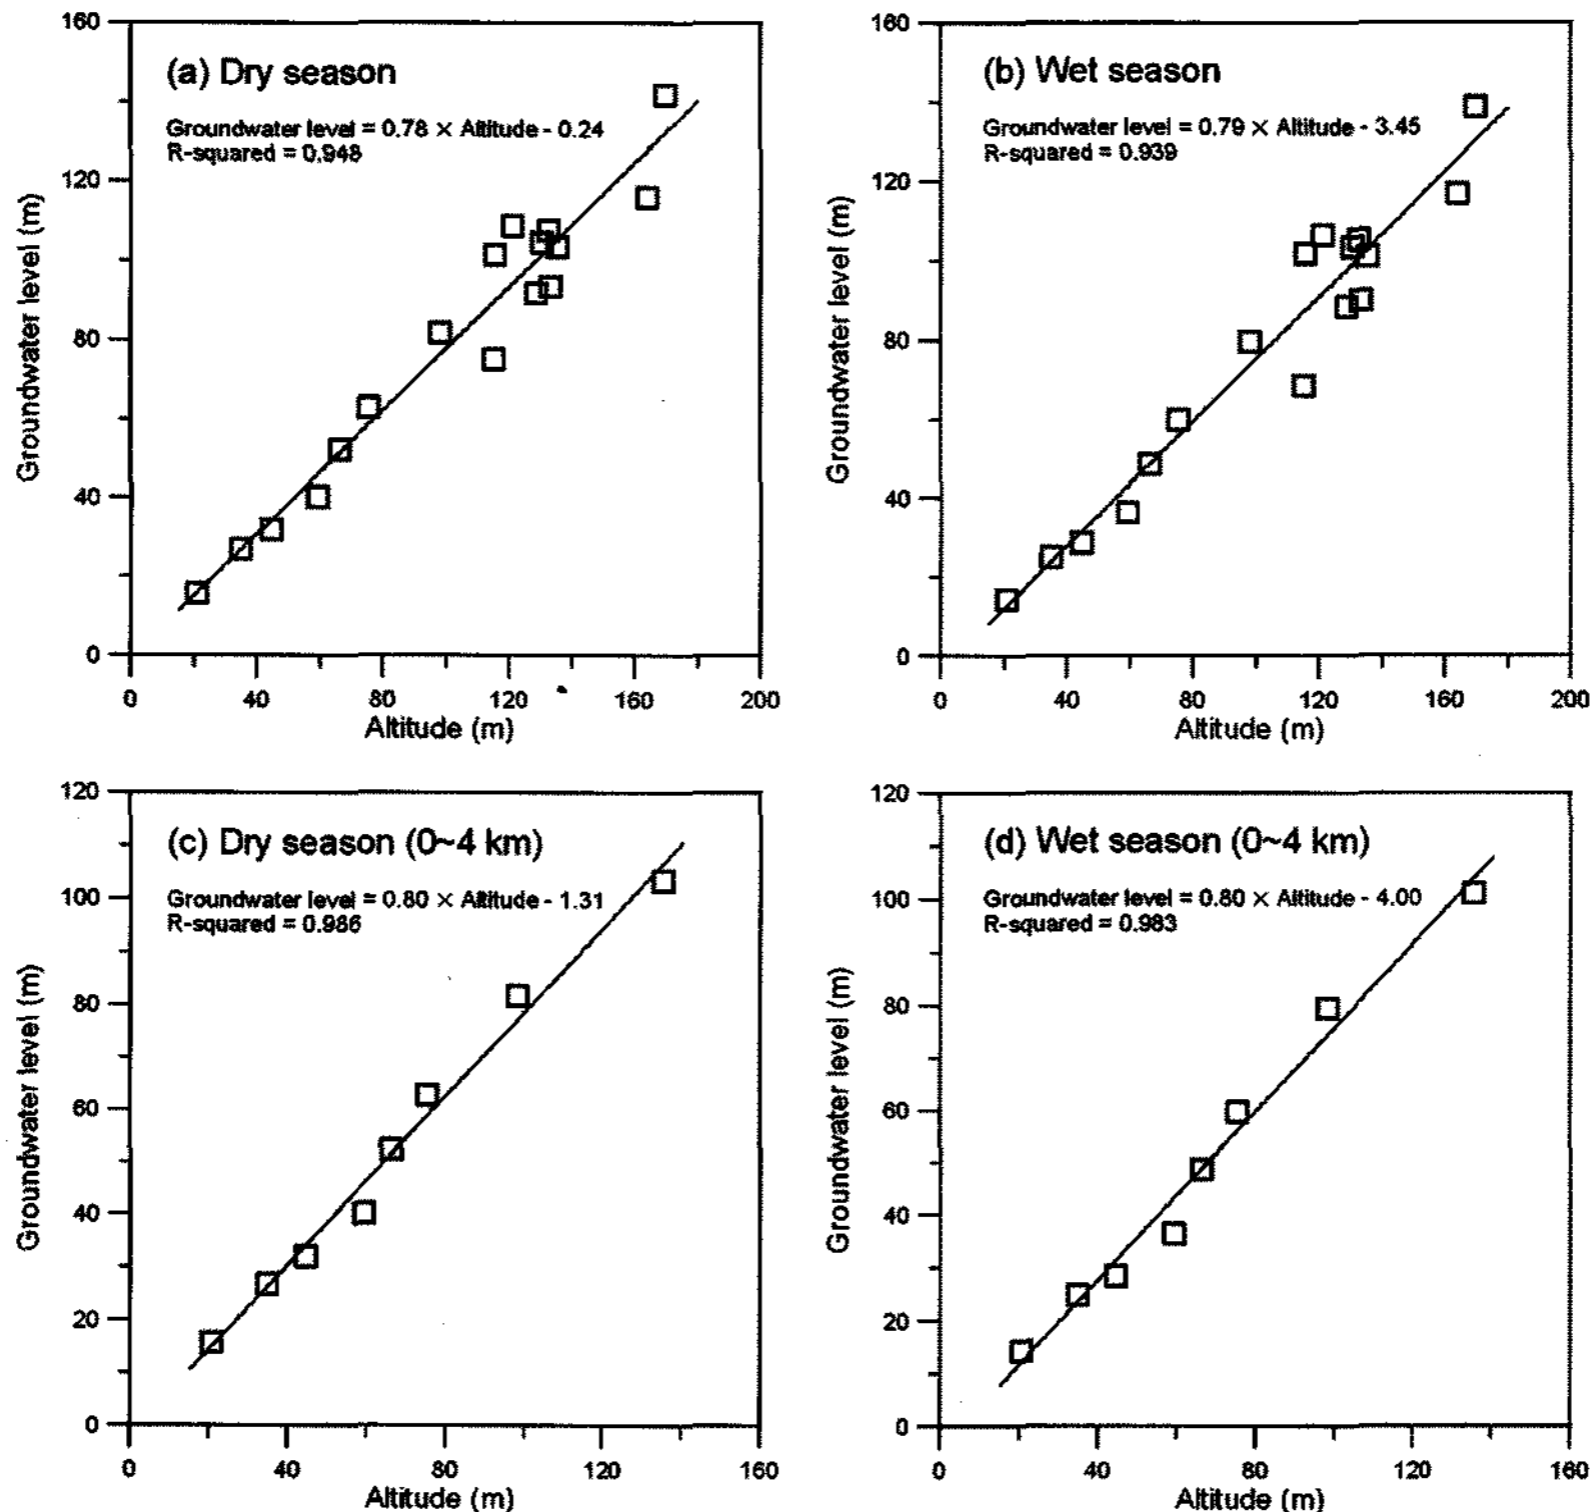 160
120
80
40
0
Groundwater level (m)
(a) Dry season
Groundwater level = 0.78 × Altitude - 0.24
R-squared = 0.948
0 40 80 120 160 200
Altitude (m)
160
120
80
40
0
Groundwater level (m)
(b) Wet season
Groundwater level = 0.79 × Altitude - 3.45
R-squared = 0.939
0 40 80 120 160 200
Altitude (m)
120
100
80
60
40
20
0
Groundwater level (m)
(c) Dry season (0~4 km)
Groundwater level = 0.80 × Altitude - 1.31
R-squared = 0.986
0 40 80 120 160
Altitude (m)
120
100
80
60
40
20
0
Groundwater level (m)
(d) Wet season (0~4 km)
Groundwater level = 0.80 × Altitude - 4.00
R-squared = 0.983
0 40 80 120 160
Altitude (m)